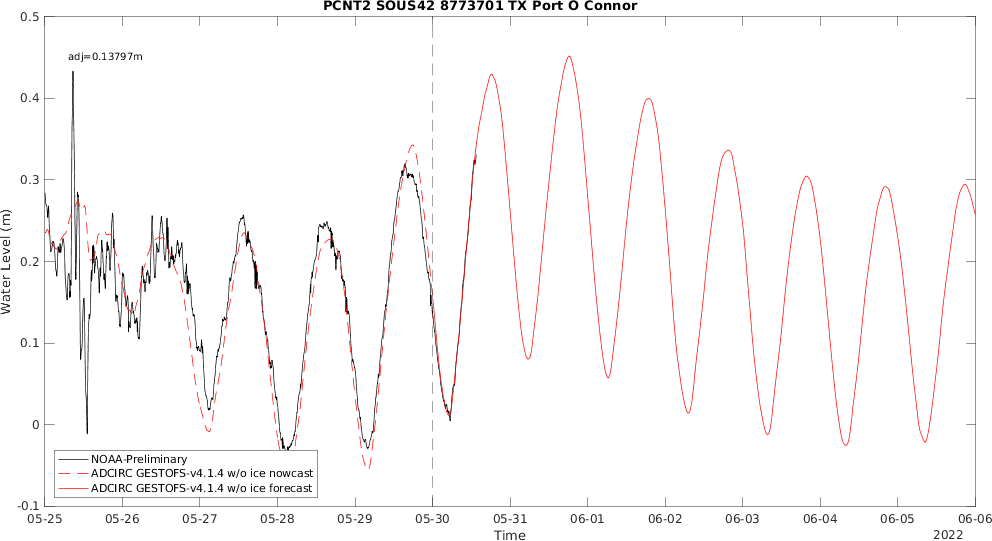 PCNT2 SOUS42 8773701 TX Port O Connor
adj=0.13797m
Water Level (m)
0.5
0.4
0.3
0.2
0.1
0
-0.1
NOAA-Preliminary
ADCIRC GESTOFS-v4.1.4 w/o ice nowcast
ADCIRC GESTOFS-v4.1.4 w/o ice forecast
05-25 05-26 05-27 05-28 05-29 05-30 05-31 06-01 06-02 06-03 06-04 06-05 06-06
Time
2022